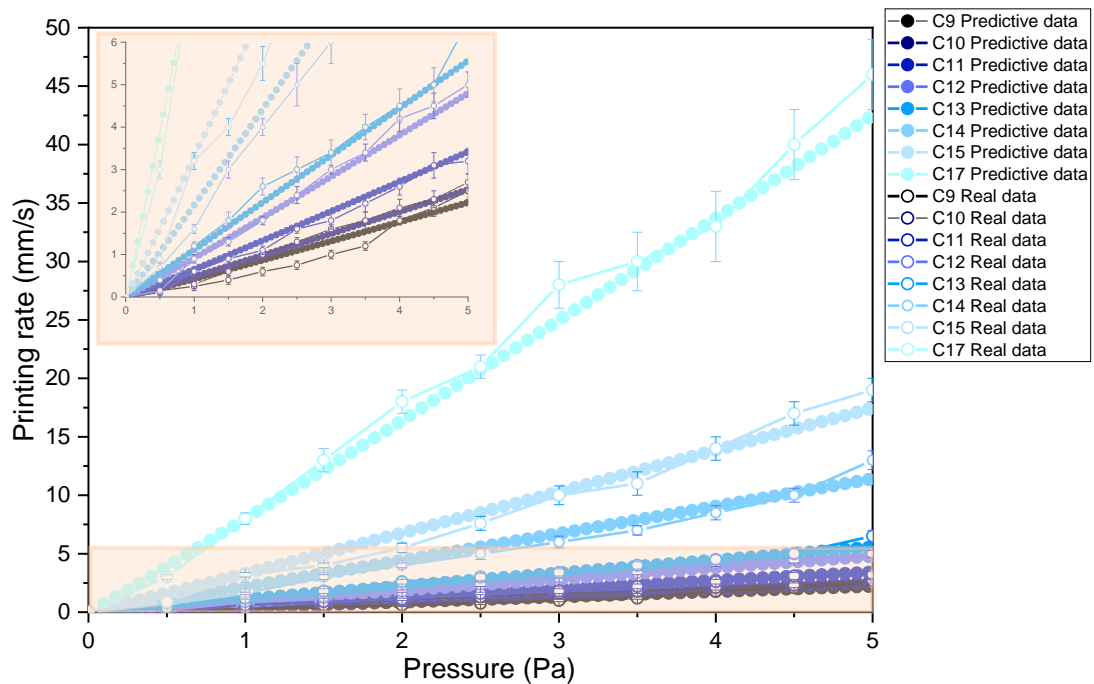 50
45
40
35
30
25
20
15
10
5
0
Printing rate (mm/s)
0 1 2 3 4 5
Pressure (Pa)
6
5
4
3
2
1
0
0 1 2 3 4 5
C9 Predictive data
C10 Predictive data
C11 Predictive data
C12 Predictive data
C13 Predictive data
C14 Predictive data
C15 Predictive data
C17 Predictive data
C9 Real data
C10 Real data
C11 Real data
C12 Real data
C13 Real data
C14 Real data
C15 Real data
C17 Real data